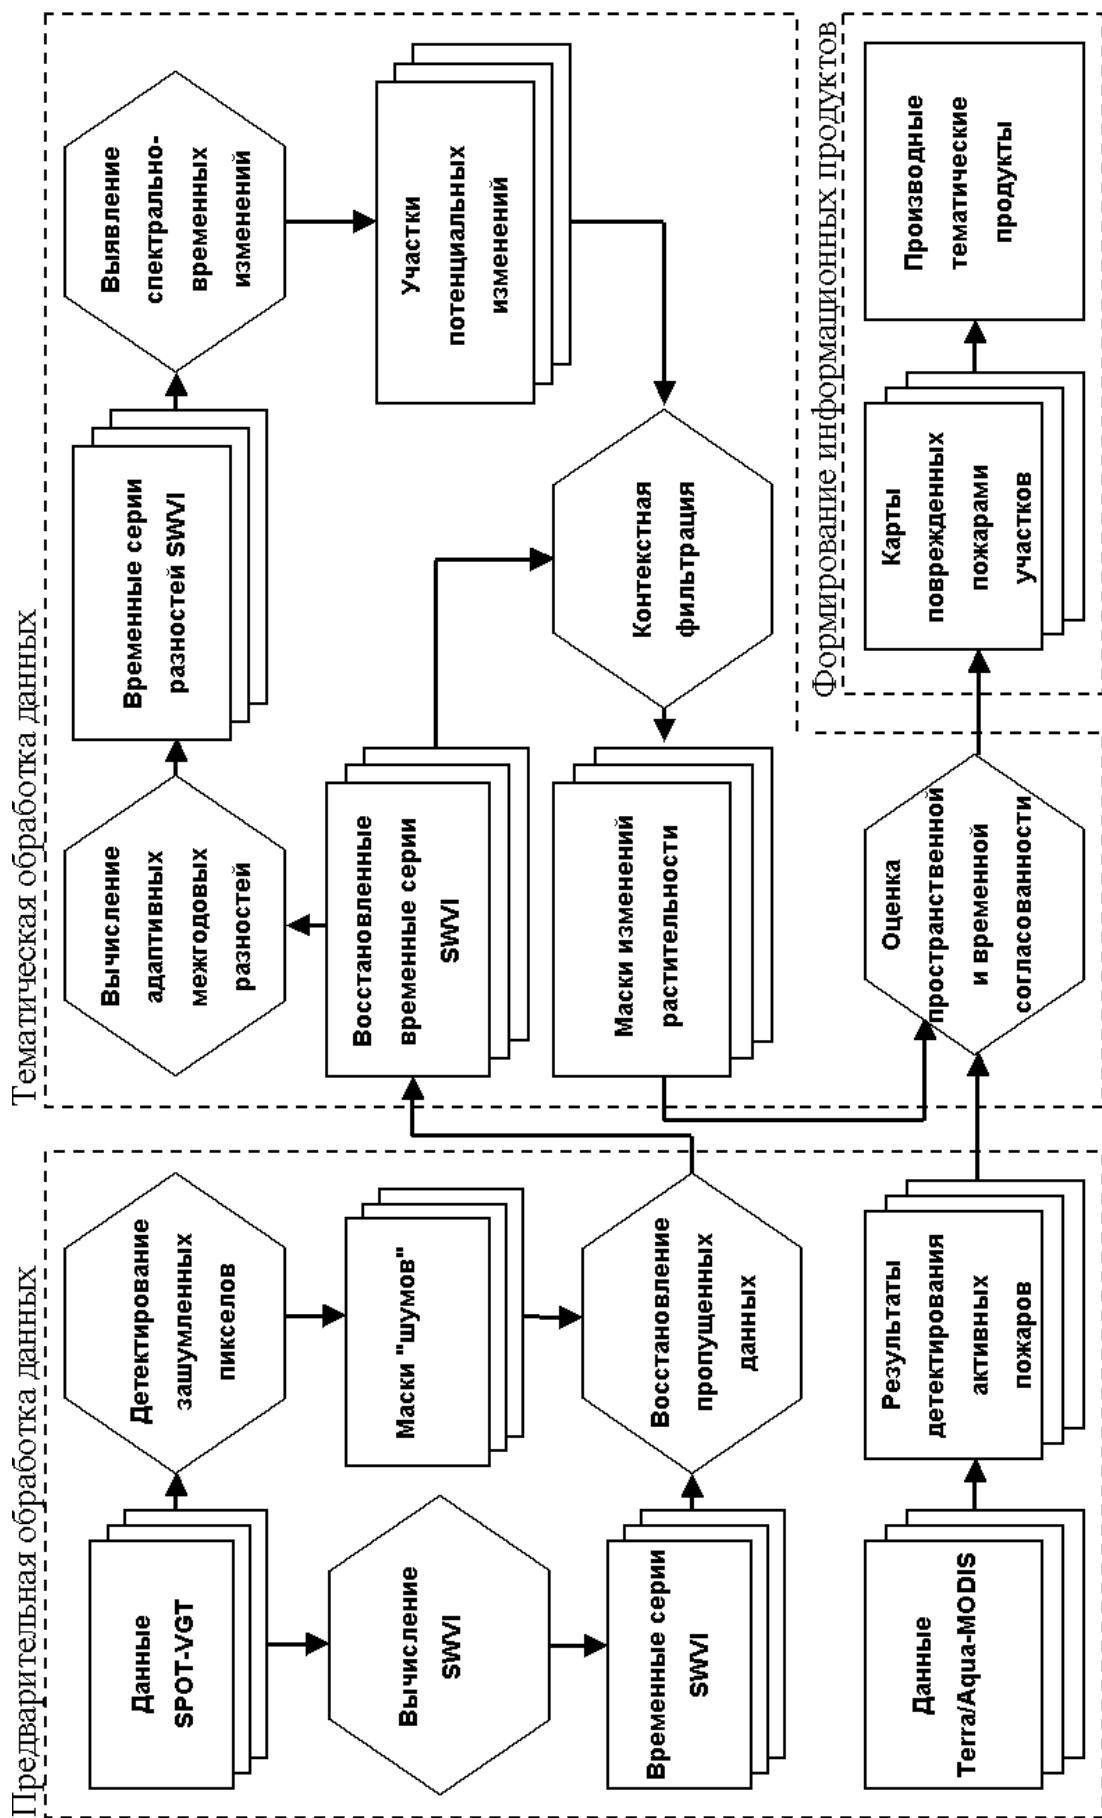 Предварительная обработка данных
Данные
SPOT-VGT
Детектирование
зашумленных
пикселов
Вычисление
SWVI
Маски "шумов"
Временные серии
SWVI
Восстановление
пропущенных
данных
Данные
Terra/Aqua-MODIS
Результаты
детектирования
активных
пожаров
Тематическая обработка данных
Вычисление
адаптивных
межгодовых
разностей
Временные серии
разностей SWVI
Выявление
спектрально-
временных
изменений
Восстановленные
временные серии
SWVI
Участки
потенциальных
изменений
Маски изменений
растительности
Контекстная
фильтрация
Оценка
пространственной
и временной
согласованности
Формирование информационных продуктов
Карты
поврежденных
пожарами
участков
Производные
тематические
продукты